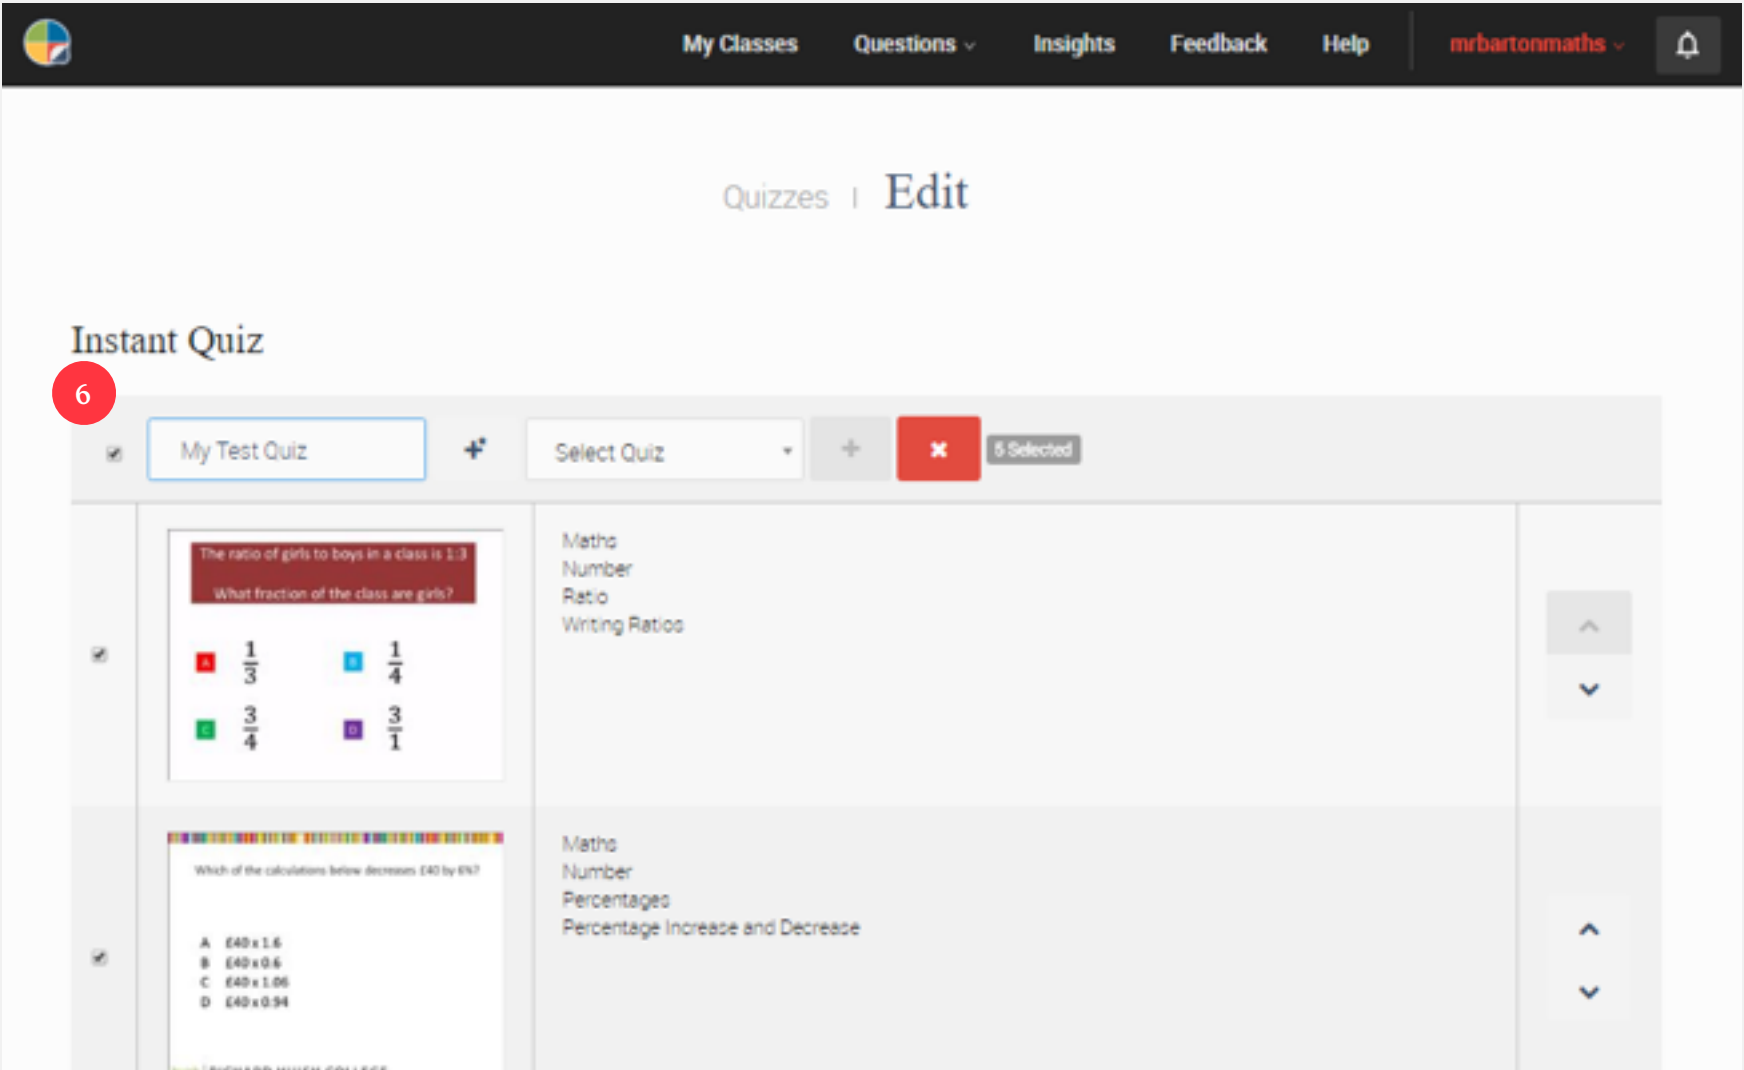 My Classes Questions Insights Feedback Help mrbartonmaths
Quizzes | Edit
Instant Quiz
6
My Test Quiz
Select Quiz
5 Selected
The ratio of girls to boys in a class is 1:3
What fraction of the class are girls?
A 1/3 B 1/4
C 3/4 D 3/1
Maths
Number
Ratio
Writing Ratios
Which of the calculations below decreases £40 by 6%?
A £40 x 1.6
B £40 x 0.6
C £40 x 1.06
D £40 x 0.94
Maths
Number
Percentages
Percentage Increase and Decrease